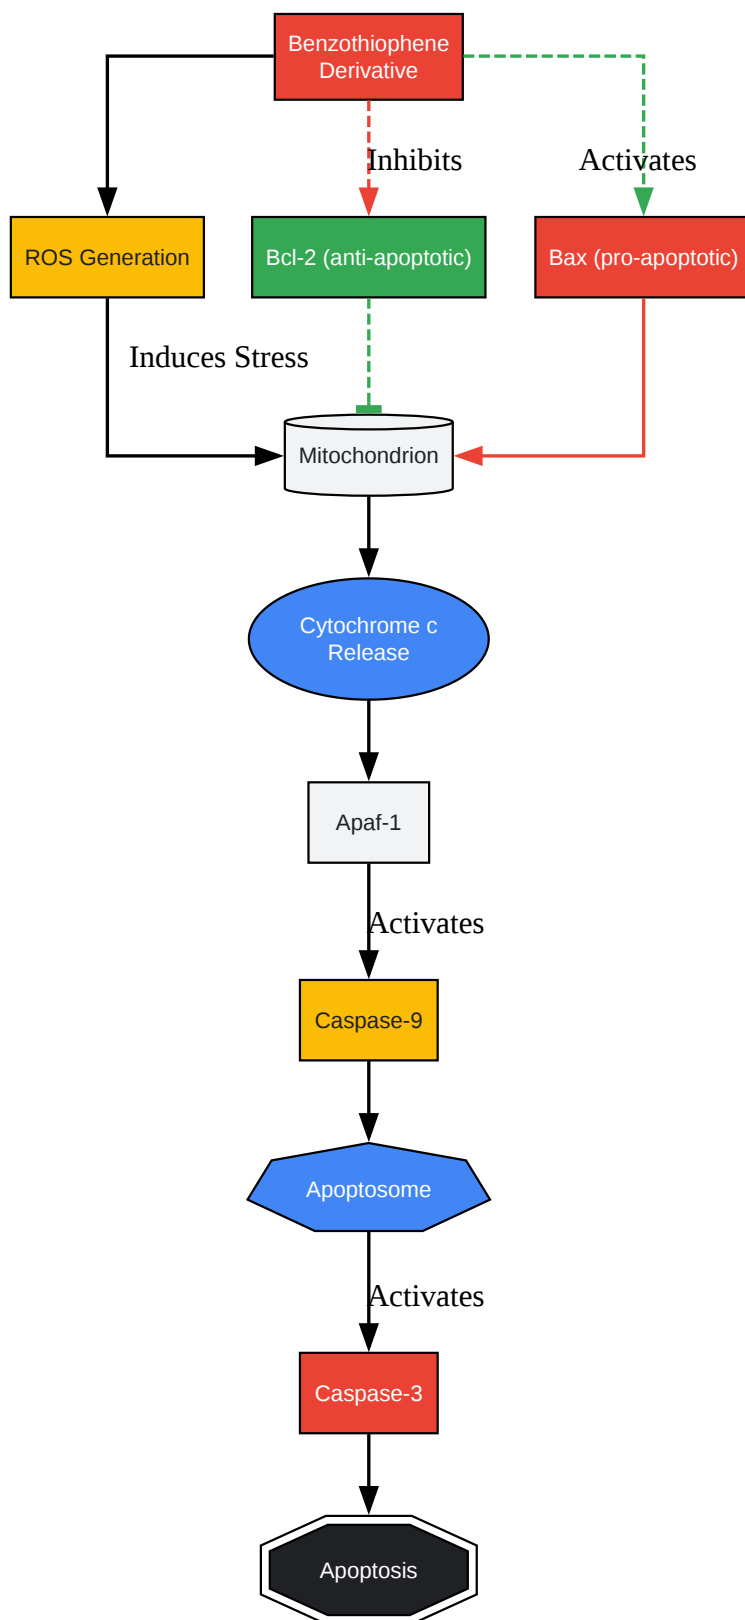 Benzothiophene
Derivative
Inhibits
Activates
ROS Generation
Bcl-2 (anti-apoptotic)
Bax (pro-apoptotic)
Induces Stress
Mitochondrion
Cytochrome c
Release
Apaf-1
Activates
Caspase-9
Apoptosome
Activates
Caspase-3
Apoptosis